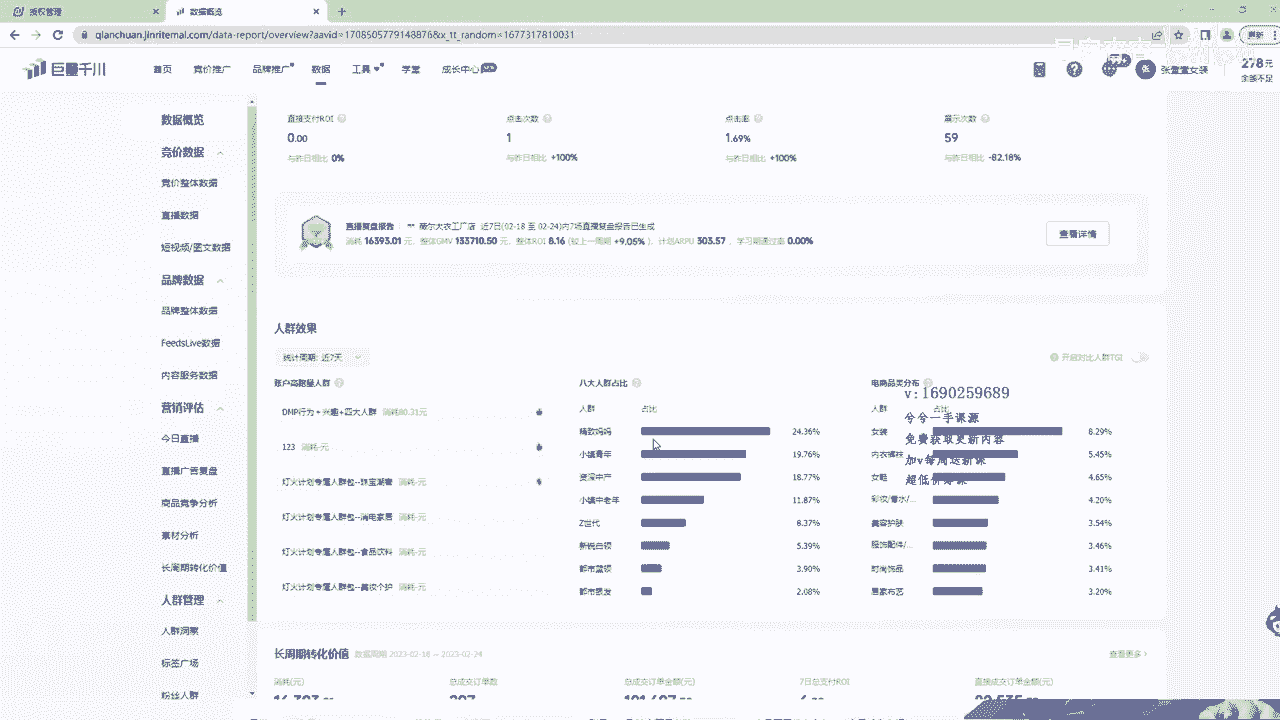 授权管理
数据概览
qianchuan.jinritemai.com/data-report/overview?aavid=1708505779148876&x_tt_random=1677317810031
巨量千川
首页 竞价推广 品牌推广 数据 工具 学堂 成长中心
278元
余额不足
数据概览
竞价数据
竞价整体数据
直播数据
短视频/图文数据
品牌数据
品牌整体数据
FeedsLive数据
内容服务数据
营销评估
今日直播
直播广告复盘
商品竞争分析
素材分析
长周期转化价值
人群管理
人群洞察
标签广场
粉丝人群
直接支付ROI 点击次数 点击率 展示次数
0.00 1 1.69% 59
与昨日相比 0% 与昨日相比 +100% 与昨日相比 +100% 与昨日相比 -82.18%
近7日(02-18 至 02-24)内7场直播复盘报告已生成
消耗 16393.01 元, 整体GMV 133710.50 元, 整体ROI 8.16 (较上一周期 +9.05%), 计划ARPU 303.57, 学习期通过率 0.00%
查看详情
人群效果
统计周期: 近7天
开启对比人群TGI
账户高跑量人群 八大人群占比 电商品类分布
人群 占比 人群 占比
DMP行为+兴趣+四大人群 消耗80.31元
123 消耗-元
灯火计划专属人群包--珠宝潮奢 消耗-元
灯火计划专属人群包--消电家居 消耗-元
灯火计划专属人群包--食品饮料 消耗-元
灯火计划专属人群包--美妆个护 消耗-元
精致妈妈 24.36%
小镇青年 19.76%
资深中产 18.77%
小镇中老年 11.87%
Z世代 8.37%
新锐白领 5.39%
都市蓝领 3.90%
都市银发 2.08%
女装 8.29%
内衣裤袜 5.45%
女鞋 4.65%
彩妆/香水/... 4.20%
美容护肤 3.54%
服饰配件/... 3.46%
时尚饰品 3.41%
居家布艺 3.20%
v:1690259689
兮兮一手课源
免费获取更新内容
加v每周送新课
超低价课源
长周期转化价值 数据周期 2023-02-18 ~ 2023-02-24
查看更多
消耗(元) 总成交订单数 总成交订单金额(元) 7日总支付ROI 直接成交订单金额(元)